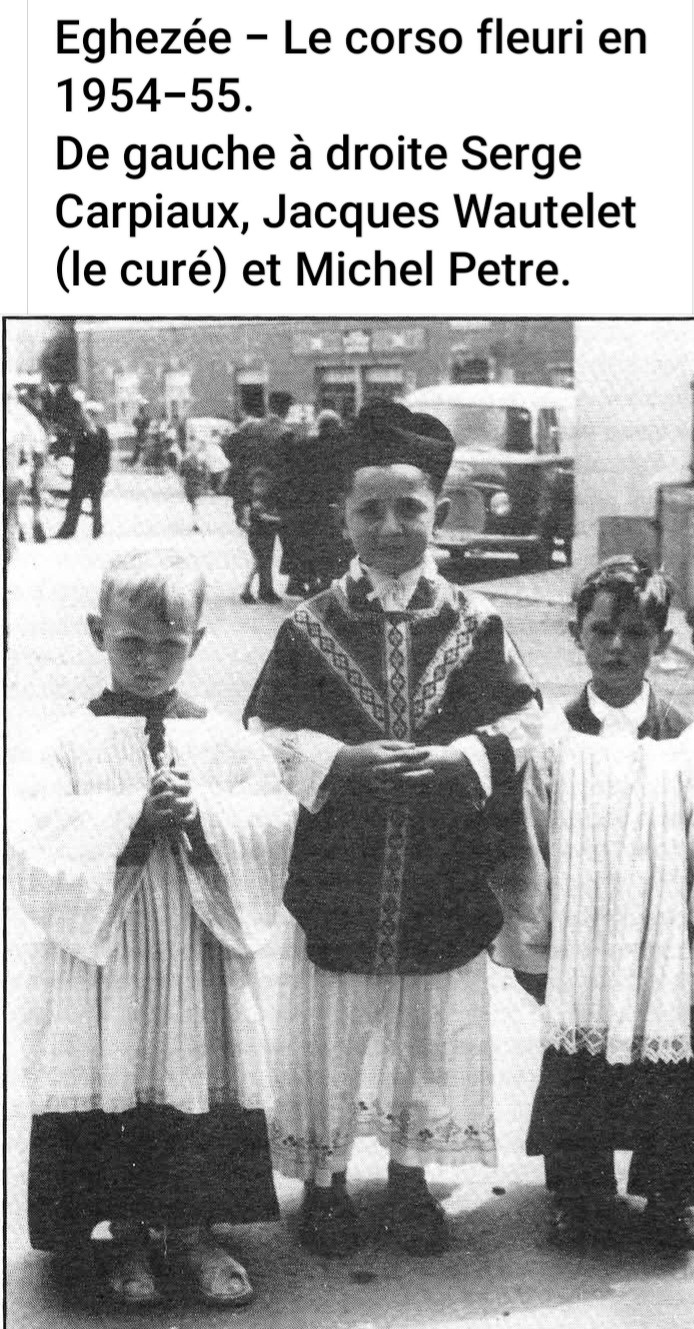 Eghezée – Le corso fleuri en
1954–55.
De gauche à droite Serge
Carpiaux, Jacques Wautelet
(le curé) et Michel Petre.